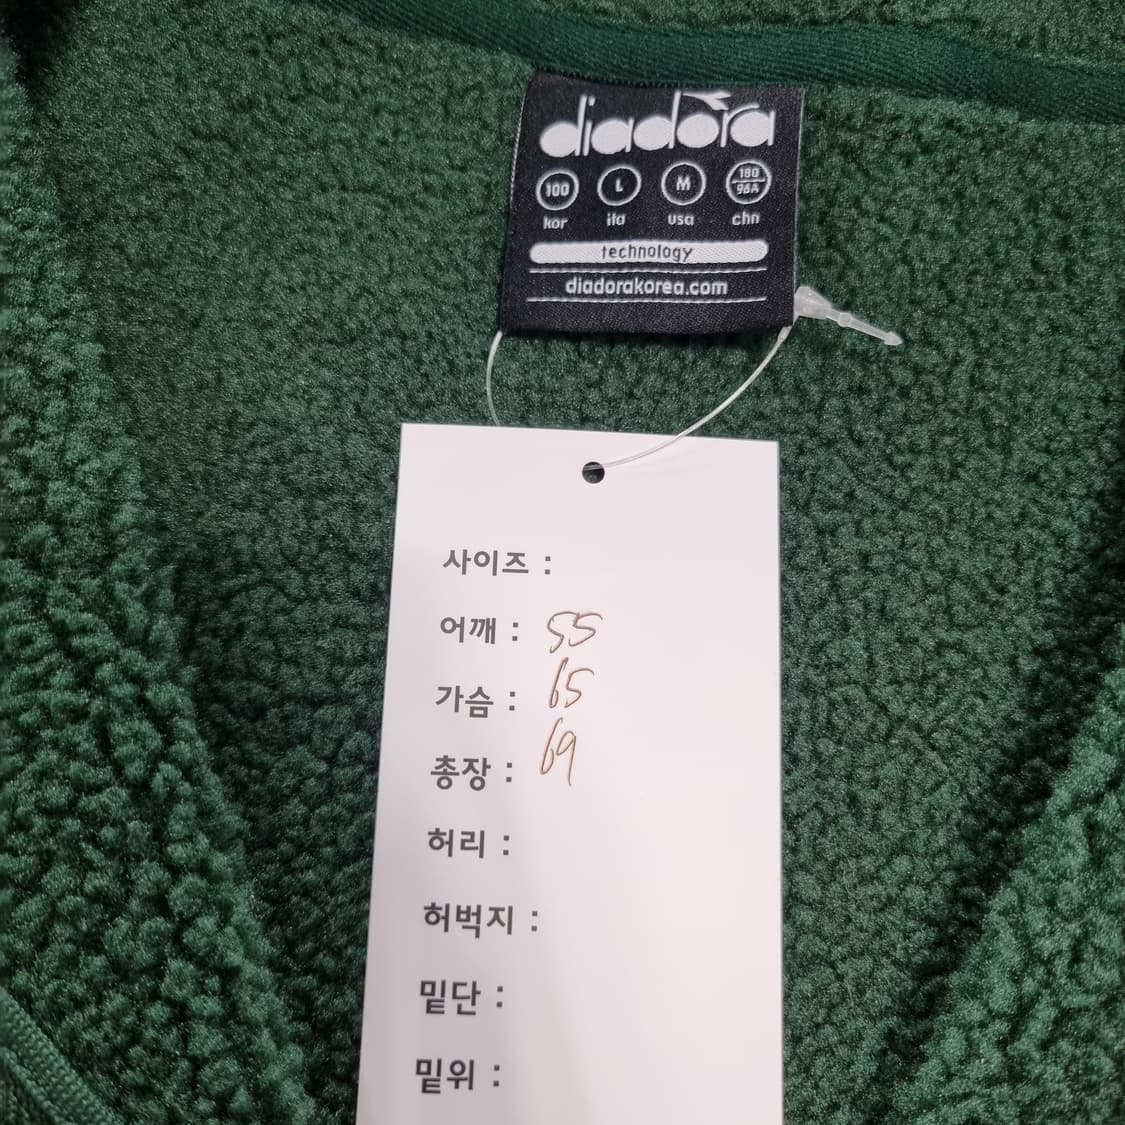 diadora
100 L M 180/98A
kor ita usa chn
technology
diadorakorea.com
사이즈 :
어깨 : 55
가슴 : 65
총장 : 69
허리 :
허벅지 :
밑단 :
밑위 :